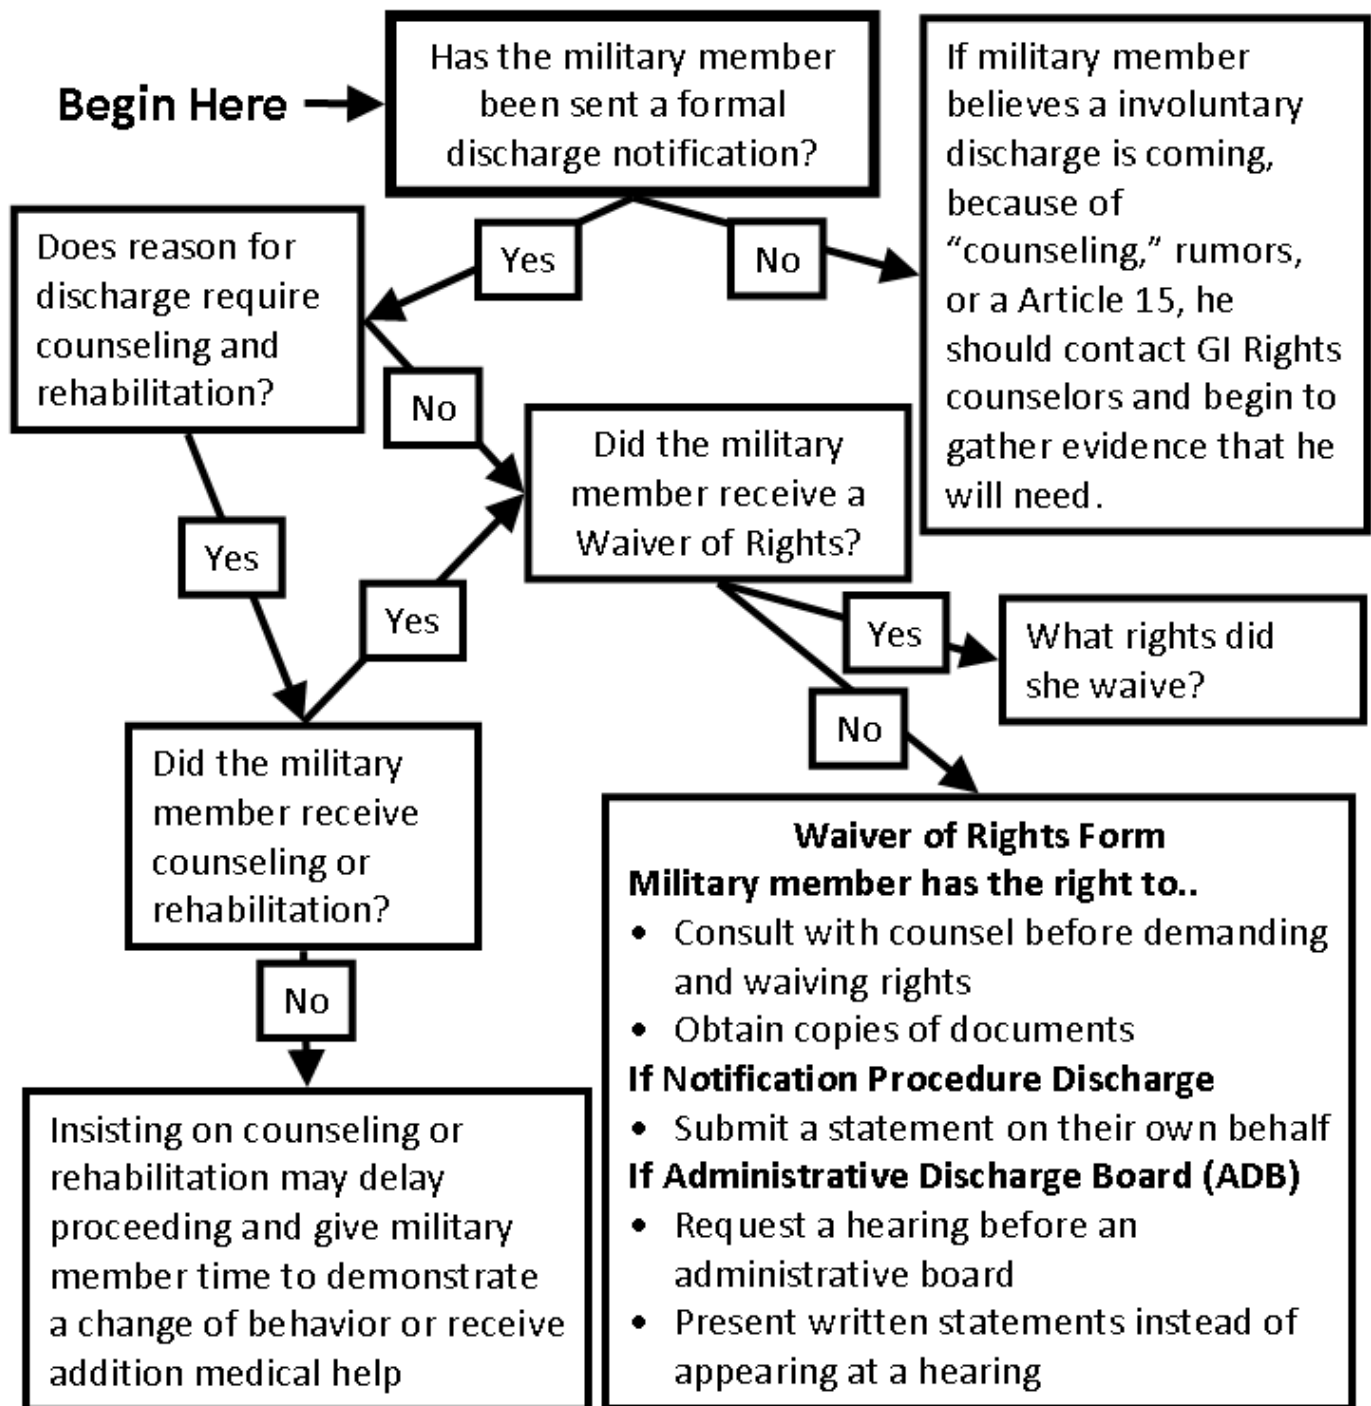 Begin Here
Has the military member
been sent a formal
discharge notification?
Yes
No
If military member
believes a involuntary
discharge is coming,
because of
“counseling,” rumors,
or a Article 15, he
should contact GI Rights
counselors and begin to
gather evidence that he
will need.
Does reason for
discharge require
counseling and
rehabilitation?
No
Yes
Did the military
member receive a
Waiver of Rights?
Yes
Yes
What rights did
she waive?
No
Did the military
member receive
counseling or
rehabilitation?
No
Insisting on counseling or
rehabilitation may delay
proceeding and give military
member time to demonstrate
a change of behavior or receive
addition medical help
Waiver of Rights Form
Military member has the right to..
• Consult with counsel before demanding
and waiving rights
• Obtain copies of documents
If Notification Procedure Discharge
• Submit a statement on their own behalf
If Administrative Discharge Board (ADB)
• Request a hearing before an
administrative board
• Present written statements instead of
appearing at a hearing